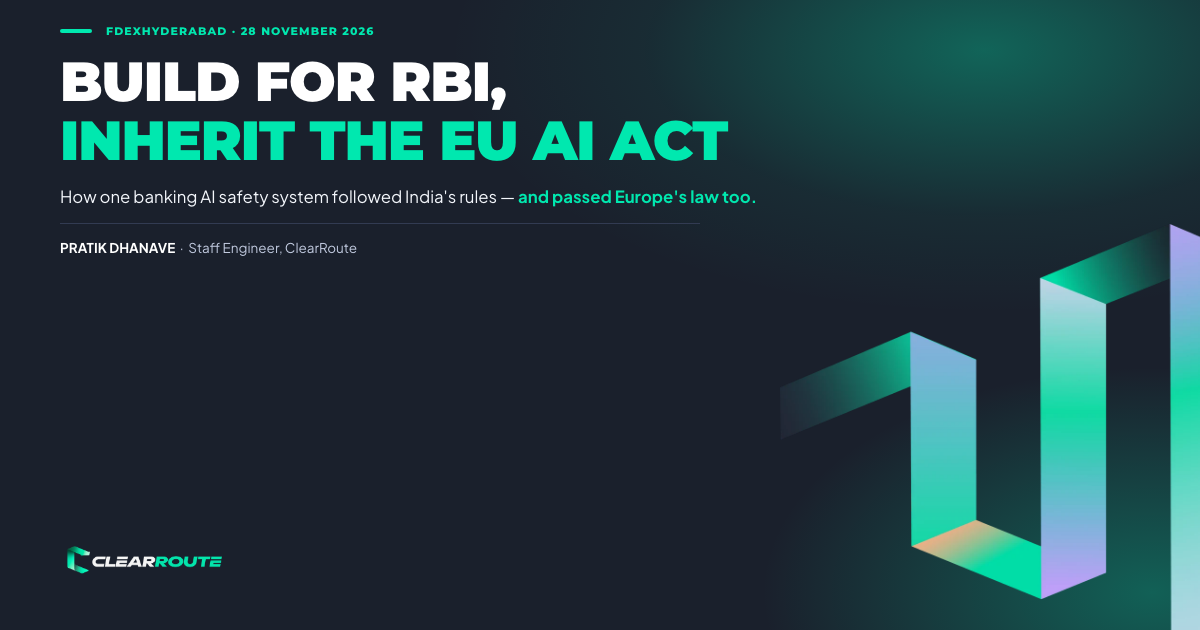 FDEXHYDERABAD · 28 NOVEMBER 2026
BUILD FOR RBI,
INHERIT THE EU AI ACT
How one banking AI safety system followed India's rules — and passed Europe's law too.
PRATIK DHANAVE · Staff Engineer, ClearRoute
CLEARROUTE